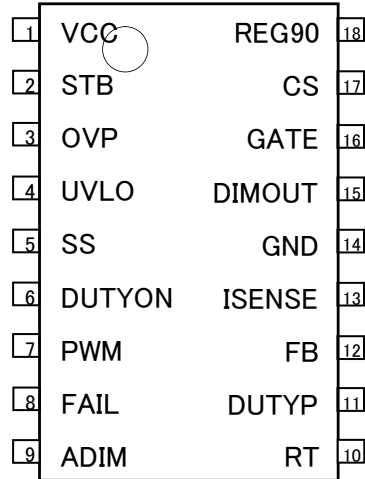 1 VCC REG90 18
2 STB CS 17
3 OVP GATE 16
4 UVLO DIMOUT 15
5 SS GND 14
6 DUTYON ISENSE 13
7 PWM FB 12
8 FAIL DUTYP 11
9 ADIM RT 10